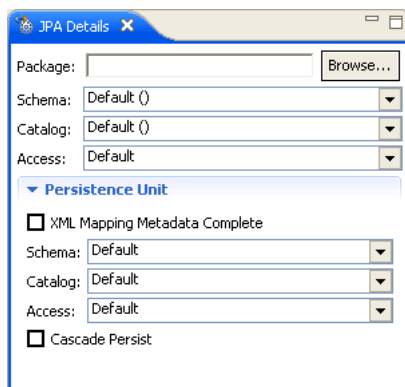 JPA Details
Package: Browse...
Schema: Default ()
Catalog: Default ()
Access: Default
Persistence Unit
XML Mapping Metadata Complete
Schema: Default
Catalog: Default
Access: Default
Cascade Persist